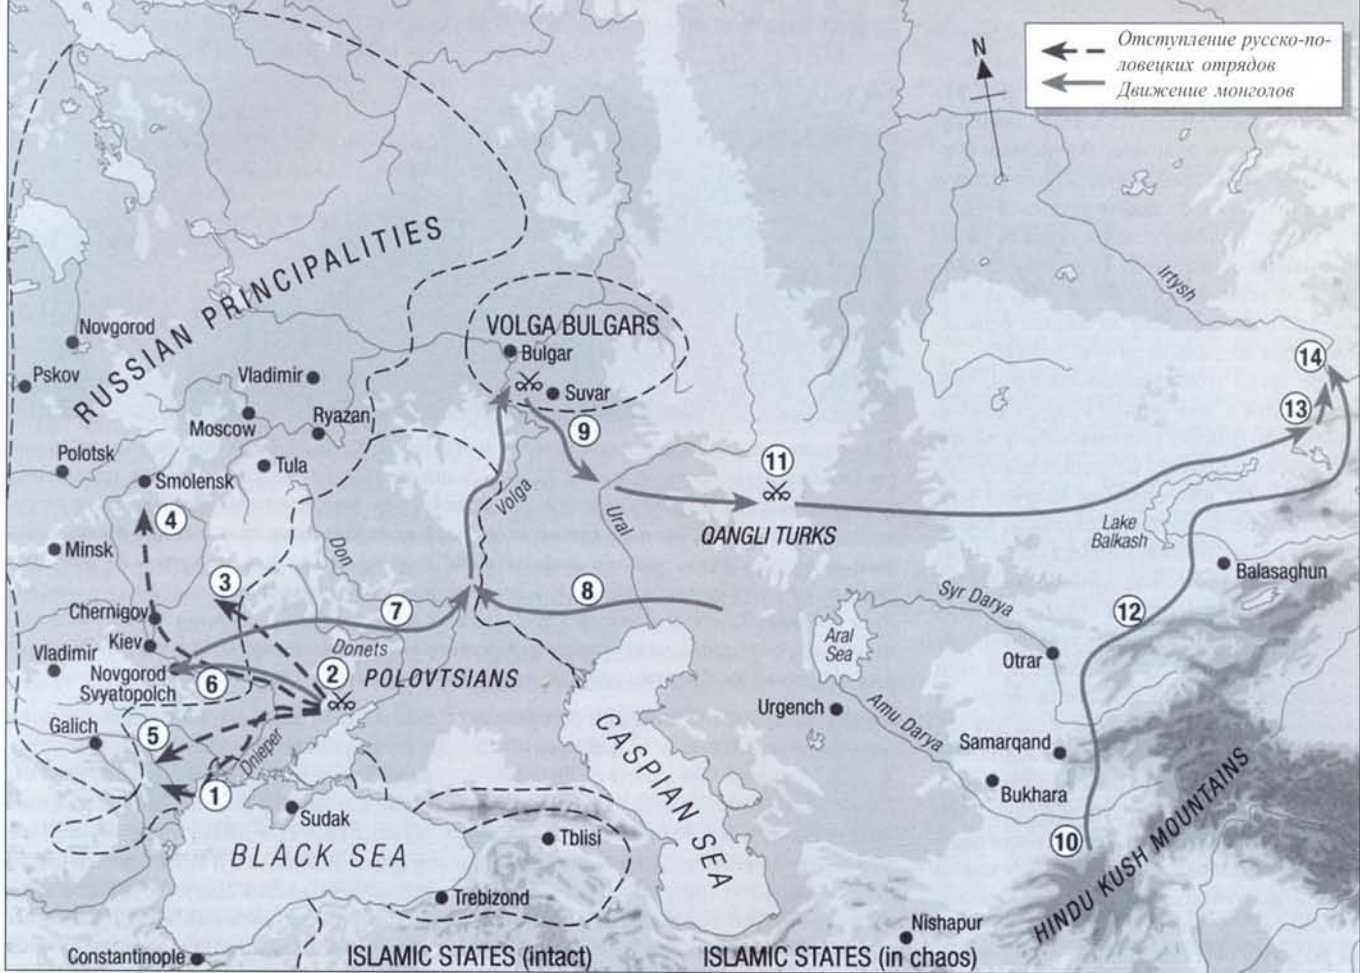 N
Отступление русско-по-
ловецких отрядов
Движение монголов
RUSSIAN PRINCIPALITIES
Irtysh
Novgorod
VOLGA BULGARS
Bulgar
14
Pskov
Vladimir
Suvar
13
Moscow
Ryazan
9
Polotsk
Tula
11
Smolensk
Volga
4
Ural
QANGLI TURKS
Lake
Balkash
Minsk
Don
3
Balasaghun
8
7
Syr Darya
12
Chernigov
Kiev
Donets
Aral
Sea
Otrar
Vladimir
Novgorod
Svyatopolch
6
2
POLOVTSIANS
Urgench
Amu Darya
Galich
5
Dnieper
CASPIAN SEA
Samarqand
Bukhara
1
Sudak
10
HINDU KUSH MOUNTAINS
BLACK SEA
Tblisi
Trebizond
Nishapur
Constantinople
ISLAMIC STATES (intact)
ISLAMIC STATES (in chaos)